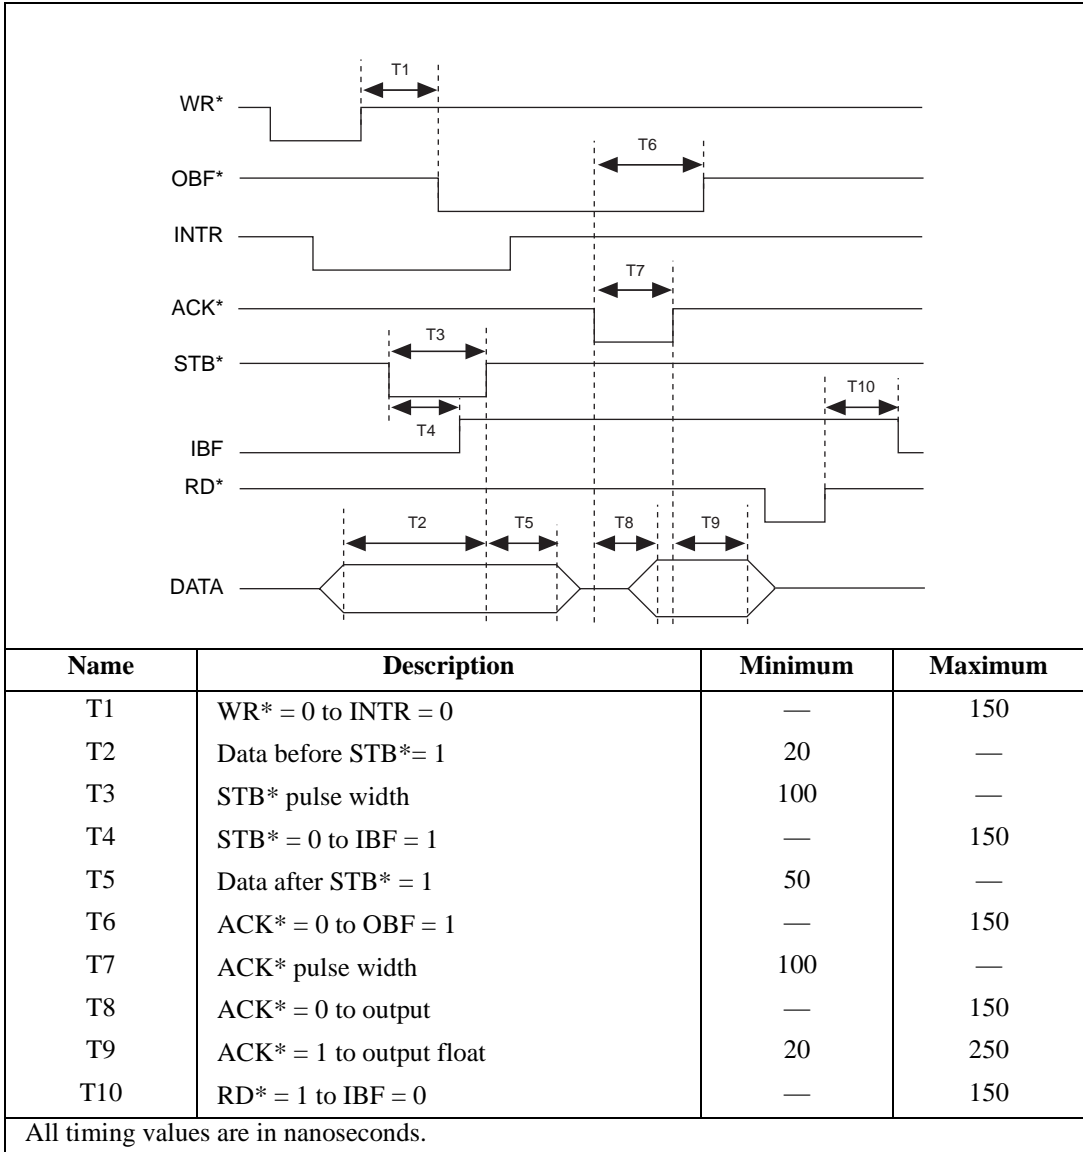 T1
WR*
T6
OBF*
INTR
T7
ACK*
T3
STB*
T10
T4
IBF
RD*
T2 T5 T8 T9
DATA
Name Description Minimum Maximum
T1 WR* = 0 to INTR = 0 — 150
T2 Data before STB*= 1 20 —
T3 STB* pulse width 100 —
T4 STB* = 0 to IBF = 1 — 150
T5 Data after STB* = 1 50 —
T6 ACK* = 0 to OBF = 1 — 150
T7 ACK* pulse width 100 —
T8 ACK* = 0 to output — 150
T9 ACK* = 1 to output float 20 250
T10 RD* = 1 to IBF = 0 — 150
All timing values are in nanoseconds.